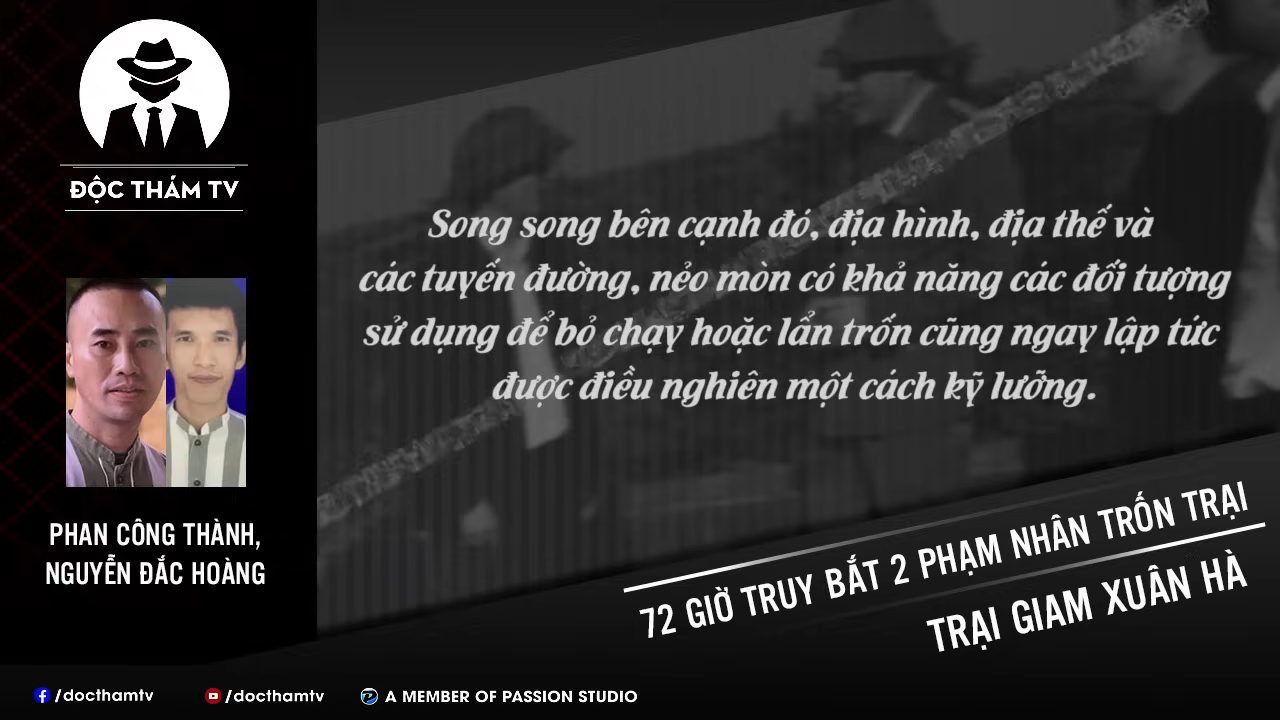 ĐỘC THÁM TV
PHAN CÔNG THÀNH,
NGUYỄN ĐẮC HOÀNG
Song song bên cạnh đó, địa hình, địa thế và
các tuyến đường, nẻo mòn có khả năng các đối tượng
sử dụng để bỏ chạy hoặc lẩn trốn cũng ngay lập tức
được điều nghiên một cách kỹ lưỡng.
72 GIỜ TRUY BẮT 2 PHẠM NHÂN TRỐN TRẠI
TRẠI GIAM XUÂN HÀ
/docthamtv
/docthamtv
A MEMBER OF PASSION STUDIO